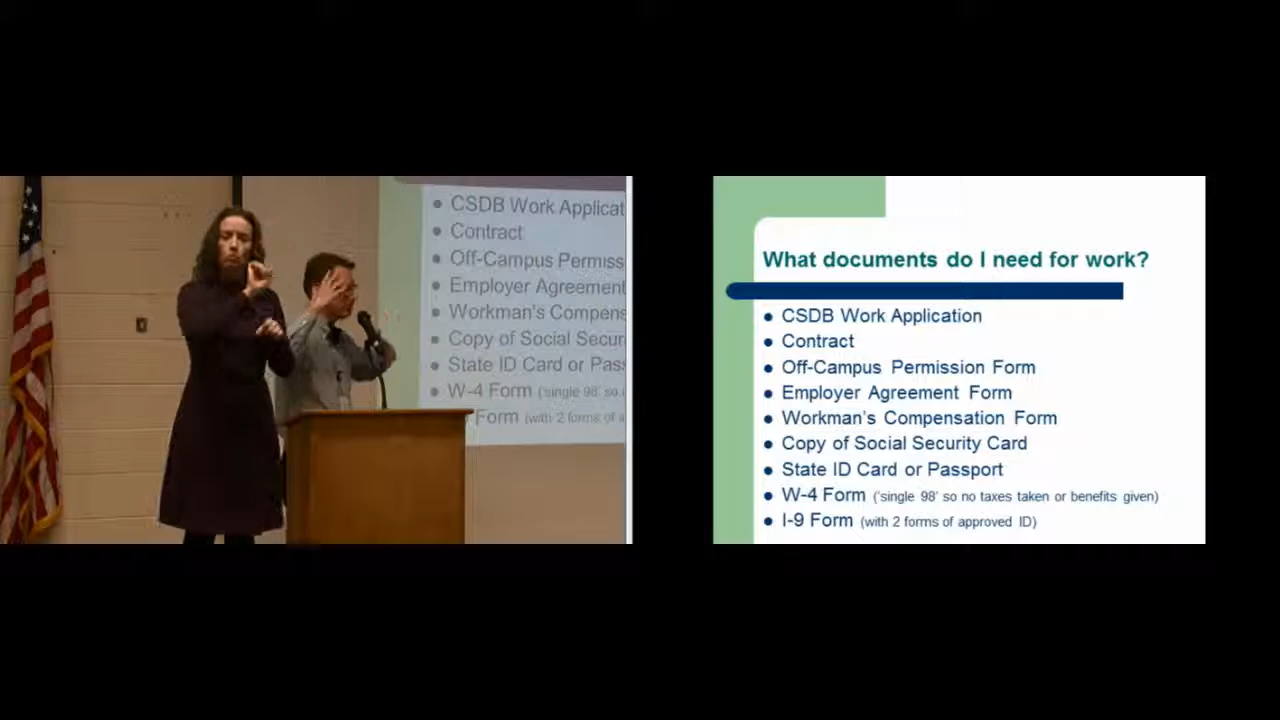 CSDB Work Applicat
Contract
Off-Campus Permiss
Employer Agreement
Workman's Compens
Copy of Social Secur
State ID Card or Pass
W-4 Form ('single 98' so
Form (with 2 forms of a
What documents do I need for work?
CSDB Work Application
Contract
Off-Campus Permission Form
Employer Agreement Form
Workman's Compensation Form
Copy of Social Security Card
State ID Card or Passport
W-4 Form ('single 98' so no taxes taken or benefits given)
I-9 Form (with 2 forms of approved ID)